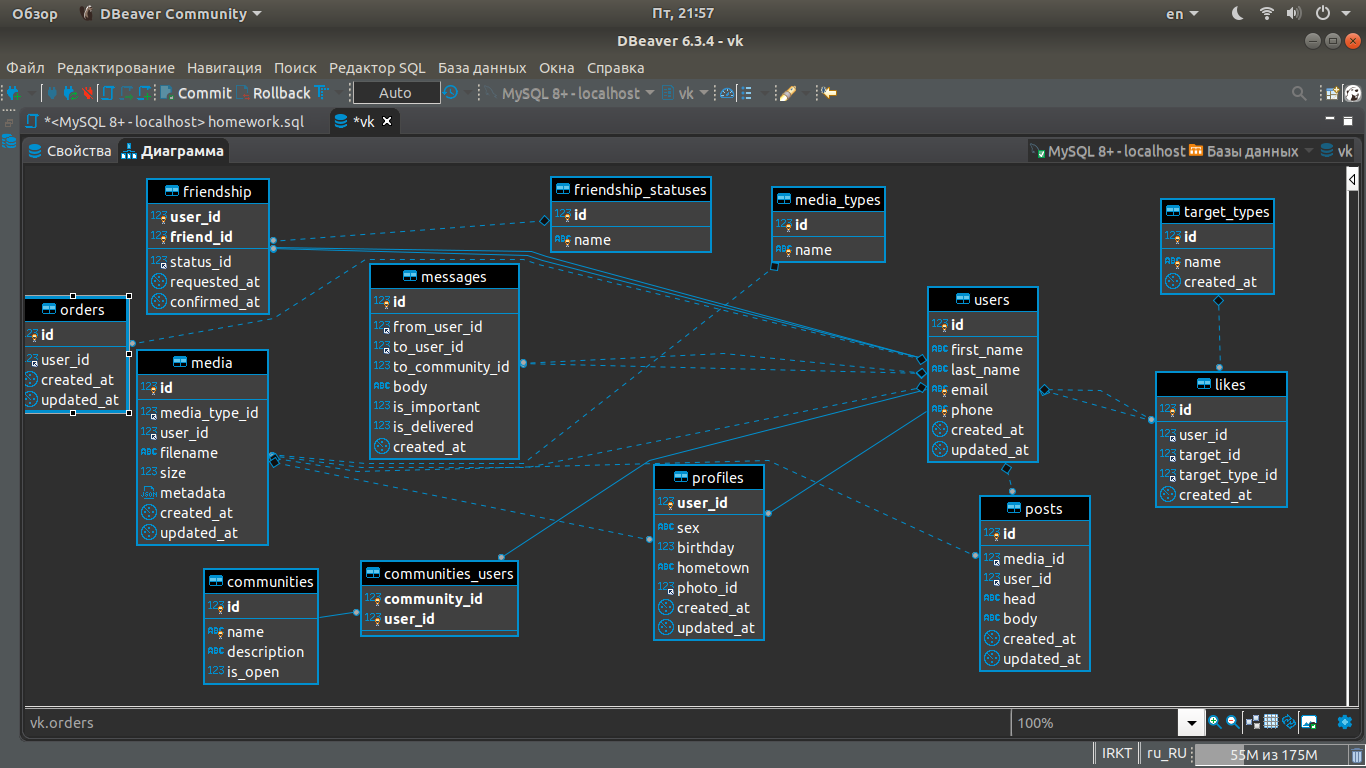 Обзор DBeaver Community Пт, 21:57 en
DBeaver 6.3.4 - vk
Файл Редактирование Навигация Поиск Редактор SQL База данных Окна Справка
Commit Rollback Auto MySQL 8+ - localhost vk
*<MySQL 8+ - localhost> homework.sql *vk
Свойства Диаграмма MySQL 8+ - localhost Базы данных vk
friendship
user_id
friend_id
status_id
requested_at
confirmed_at
friendship_statuses
id
name
media_types
id
name
target_types
id
name
created_at
orders
id
user_id
created_at
updated_at
messages
id
from_user_id
to_user_id
to_community_id
body
is_important
is_delivered
created_at
users
id
first_name
last_name
email
phone
created_at
updated_at
media
id
media_type_id
user_id
filename
size
metadata
created_at
updated_at
likes
id
user_id
target_id
target_type_id
created_at
profiles
user_id
sex
birthday
hometown
photo_id
created_at
updated_at
posts
id
media_id
user_id
head
body
created_at
updated_at
communities
id
name
description
is_open
communities_users
community_id
user_id
vk.orders 100%
IRKT ru_RU 55M из 175M